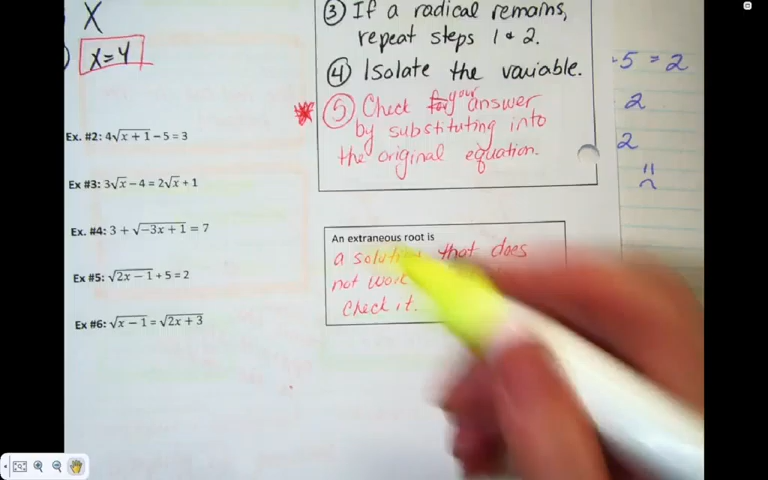 X
x=4
③ If a radical remains,
repeat steps 1 & 2.
④ Isolate the variable.
⑤ Check for your answer
by substituting into
the original equation.
-5 = 2
2
2
Ex. #2: 4√(x + 1) − 5 = 3
Ex #3: 3√x − 4 = 2√x + 1
Ex. #4: 3 + √(−3x + 1) = 7
Ex #5: √(2x − 1) + 5 = 2
Ex #6: √(x − 1) = √(2x + 3)
An extraneous root is
a solution that does
not work
Check it.